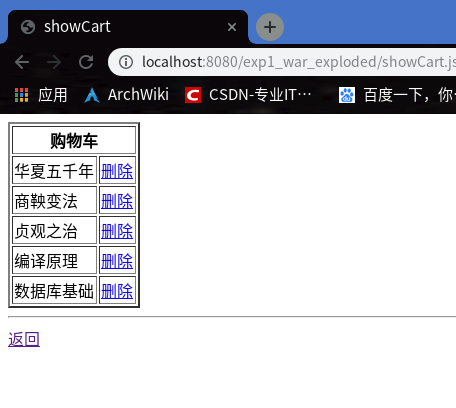 showCart
localhost:8080/exp1_war_exploded/showCart.js
应用 ArchWiki CSDN-专业IT… 百度一下，你
购物车
华夏五千年 删除
商鞅变法 删除
贞观之治 删除
编译原理 删除
数据库基础 删除
返回